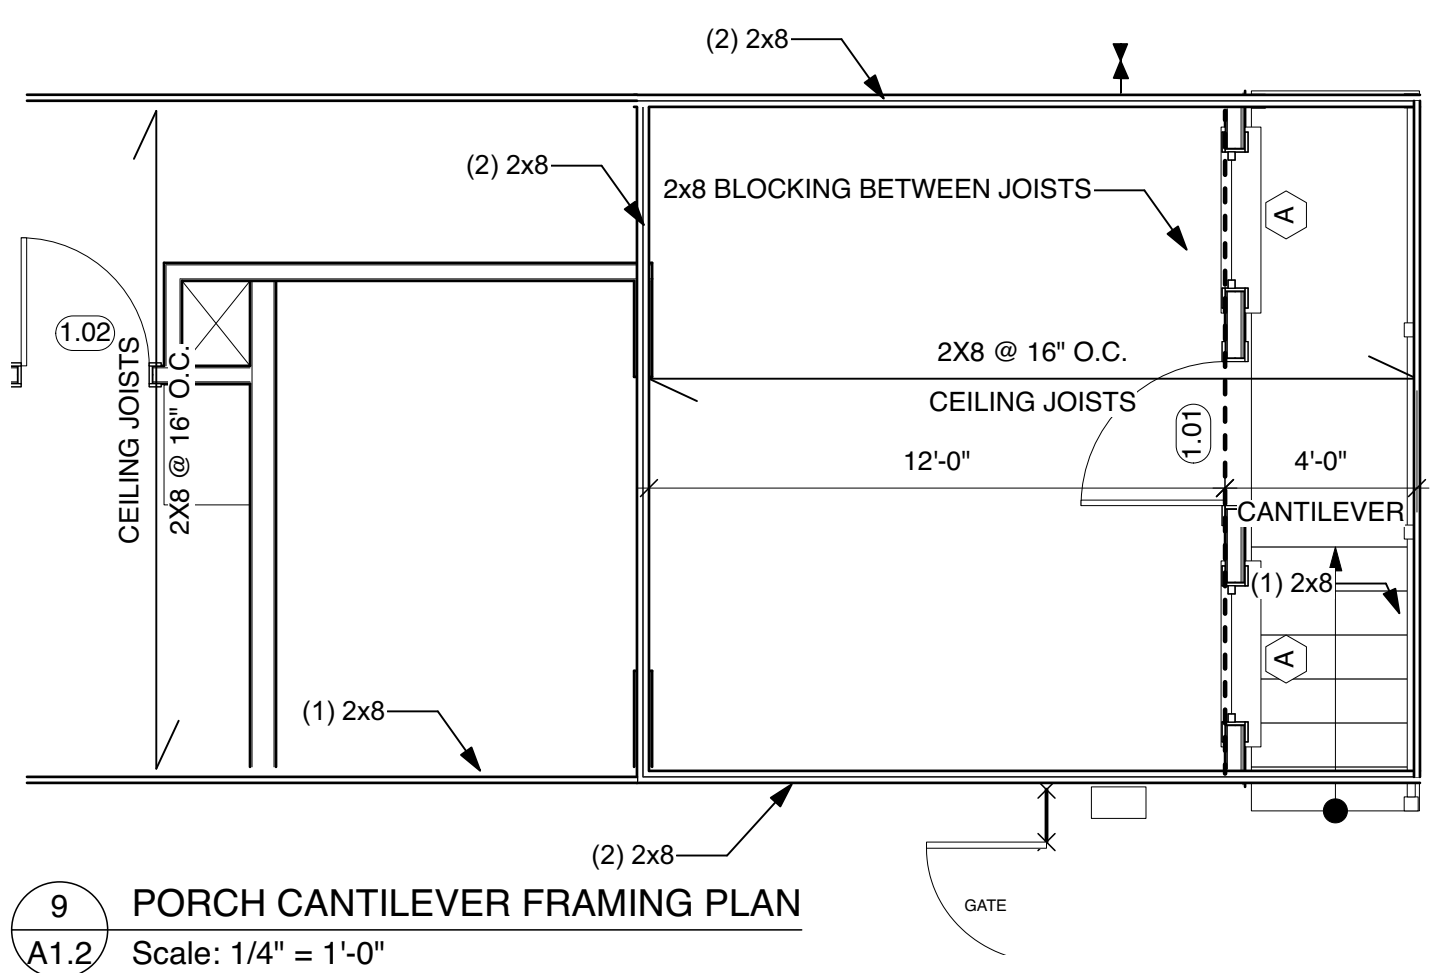 (2) 2x8
(2) 2x8
2x8 BLOCKING BETWEEN JOISTS
A
1.02
CEILING JOISTS
2X8 @ 16" O.C.
2X8 @ 16" O.C.
CEILING JOISTS
1.01
12'-0"
4'-0"
CANTILEVER
(1) 2x8
A
(1) 2x8
(2) 2x8
GATE
9
PORCH CANTILEVER FRAMING PLAN
A1.2
Scale: 1/4" = 1'-0"